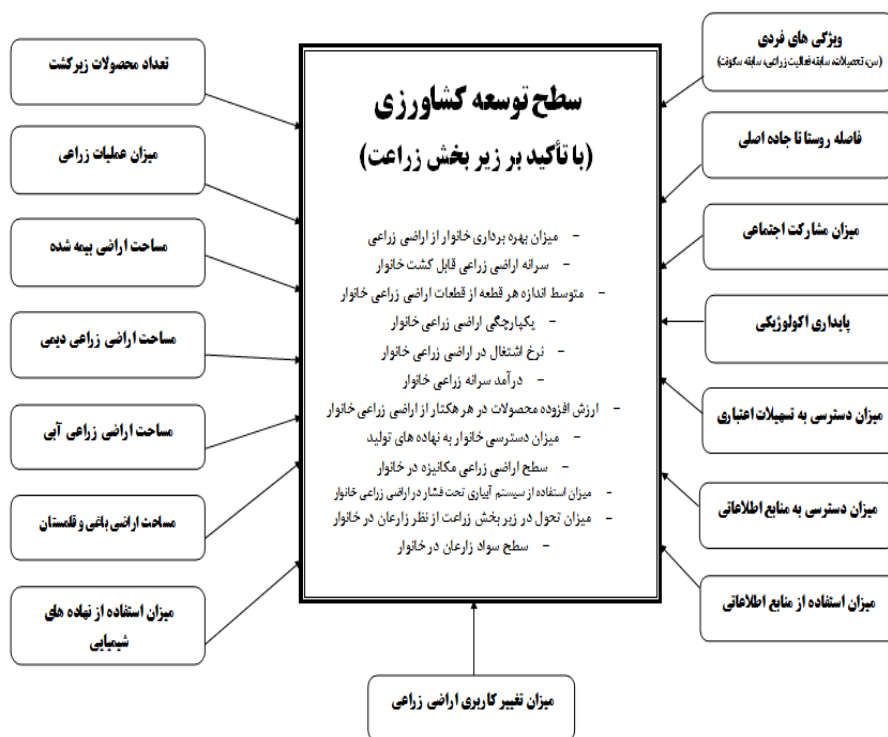 ویژگی های فردی
(سن، تحصیلات، سابقه فعالیت زراعی، سابقه سکونت)
فاصله روستا تا جاده اصلی
میزان مشارکت اجتماعی
پایداری اکولوژیکی
میزان دسترسی به تسهیلات اعتباری
میزان دسترسی به منابع اطلاعاتی
میزان استفاده از منابع اطلاعاتی
سطح توسعه کشاورزی
(با تأکید بر زیر بخش زراعت)
- میزان بهره برداری خانوار از اراضی زراعی
- سرانه اراضی زراعی قابل کشت خانوار
- متوسط اندازه هر قطعه از قطعات اراضی زراعی خانوار
- یکپارچگی اراضی زراعی خانوار
- نرخ اشتغال در اراضی زراعی خانوار
- درآمد سرانه زراعی خانوار
- ارزش افزوده محصولات در هر هکتار از اراضی زراعی خانوار
- میزان دسترسی خانوار به نهاده های تولید
- سطح اراضی زراعی مکانیزه در خانوار
- میزان استفاده از سیستم آبیاری تحت فشار در اراضی زراعی خانوار
- میزان تحول در زیر بخش زراعت از نظر زارعان در خانوار
- سطح سواد زارعان در خانوار
تعداد محصولات زیرکشت
میزان عملیات زراعی
مساحت اراضی بیمه شده
مساحت اراضی زراعی دیمی
مساحت اراضی زراعی آبی
مساحت اراضی باغی و قلمستان
میزان استفاده از نهاده های
شیمیایی
میزان تغییر کاربری اراضی زراعی